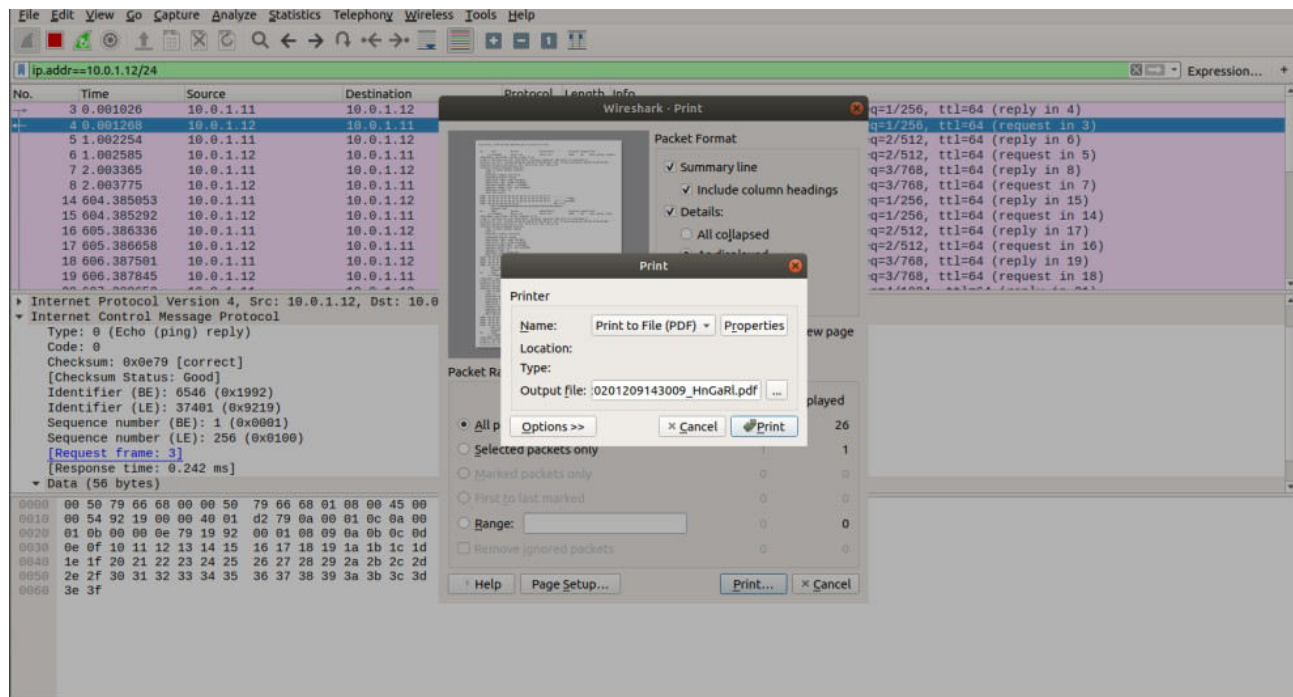 File Edit View Go Capture Analyze Statistics Telephony Wireless Tools Help
ip.addr==10.0.1.12/24 Expression... +
No. Time Source Destination Protocol Length Info
Wireshark · Print
3 0.001026 10.0.1.11 10.0.1.12 q=1/256, ttl=64 (reply in 4)
4 0.001268 10.0.1.12 10.0.1.11 q=1/256, ttl=64 (request in 3)
5 1.002254 10.0.1.11 10.0.1.12 q=2/512, ttl=64 (reply in 6)
6 1.002585 10.0.1.12 10.0.1.11 q=2/512, ttl=64 (request in 5)
7 2.003365 10.0.1.11 10.0.1.12 q=3/768, ttl=64 (reply in 8)
8 2.003775 10.0.1.12 10.0.1.11 q=3/768, ttl=64 (request in 7)
14 604.385053 10.0.1.11 10.0.1.12 q=1/256, ttl=64 (reply in 15)
15 604.385292 10.0.1.12 10.0.1.11 q=1/256, ttl=64 (request in 14)
16 605.386336 10.0.1.11 10.0.1.12 q=2/512, ttl=64 (reply in 17)
17 605.386658 10.0.1.12 10.0.1.11 q=2/512, ttl=64 (request in 16)
18 606.387501 10.0.1.11 10.0.1.12 q=3/768, ttl=64 (reply in 19)
19 606.387845 10.0.1.12 10.0.1.11 q=3/768, ttl=64 (request in 18)
Packet Format
Summary line
Include column headings
Details:
All collapsed
Print
Printer
Name: Print to File (PDF) Properties
Location:
Type:
Output file: 0201209143009_HnGaRl.pdf ...
Options >> Cancel Print
ew page
Packet Ra
played
All p 26
Selected packets only 1 1
Marked packets only 0 0
First to last marked 0 0
Range: 0 0
Remove ignored packets 0 0
Help Page Setup... Print... Cancel
Internet Protocol Version 4, Src: 10.0.1.12, Dst: 10.0
Internet Control Message Protocol
Type: 0 (Echo (ping) reply)
Code: 0
Checksum: 0x0e79 [correct]
[Checksum Status: Good]
Identifier (BE): 6546 (0x1992)
Identifier (LE): 37401 (0x9219)
Sequence number (BE): 1 (0x0001)
Sequence number (LE): 256 (0x0100)
[Request frame: 3]
[Response time: 0.242 ms]
Data (56 bytes)
0000 00 50 79 66 68 00 00 50 79 66 68 01 08 00 45 00
0010 00 54 92 19 00 00 40 01 d2 79 0a 00 01 0c 0a 00
0020 01 0b 00 00 0e 79 19 92 00 01 08 09 0a 0b 0c 0d
0030 0e 0f 10 11 12 13 14 15 16 17 18 19 1a 1b 1c 1d
0040 1e 1f 20 21 22 23 24 25 26 27 28 29 2a 2b 2c 2d
0050 2e 2f 30 31 32 33 34 35 36 37 38 39 3a 3b 3c 3d
0060 3e 3f